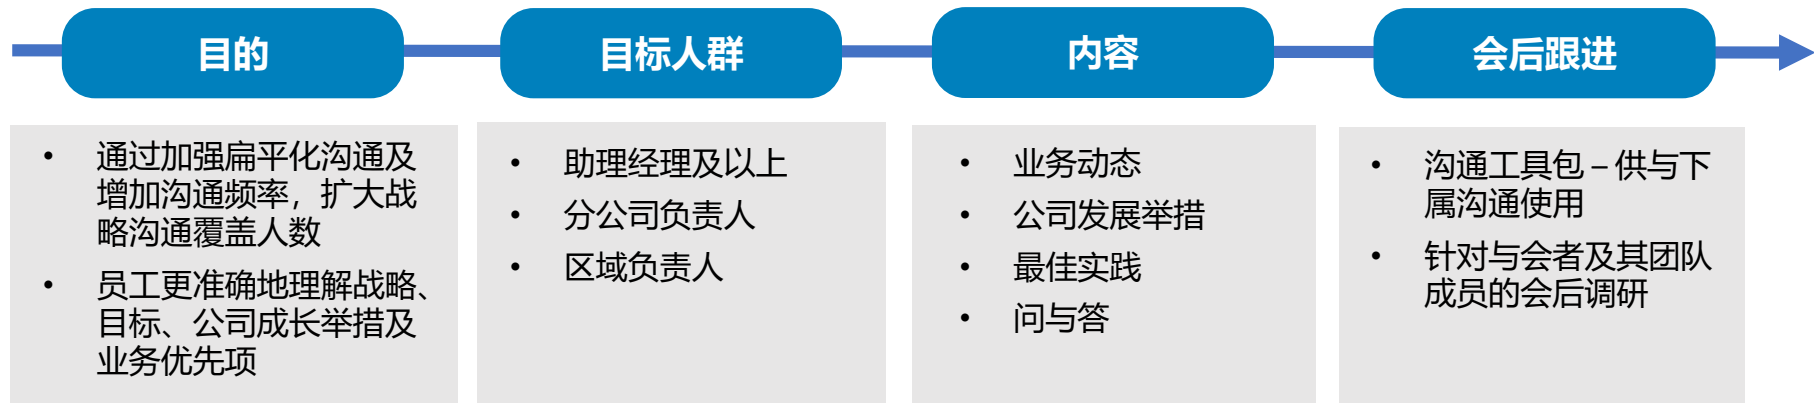 目的
目标人群
内容
会后跟进
• 通过加强扁平化沟通及
增加沟通频率，扩大战
略沟通覆盖人数
• 员工更准确地理解战略、
目标、公司成长举措及
业务优先项
• 助理经理及以上
• 分公司负责人
• 区域负责人
• 业务动态
• 公司发展举措
• 最佳实践
• 问与答
• 沟通工具包 – 供与下
属沟通使用
• 针对与会者及其团队
成员的会后调研